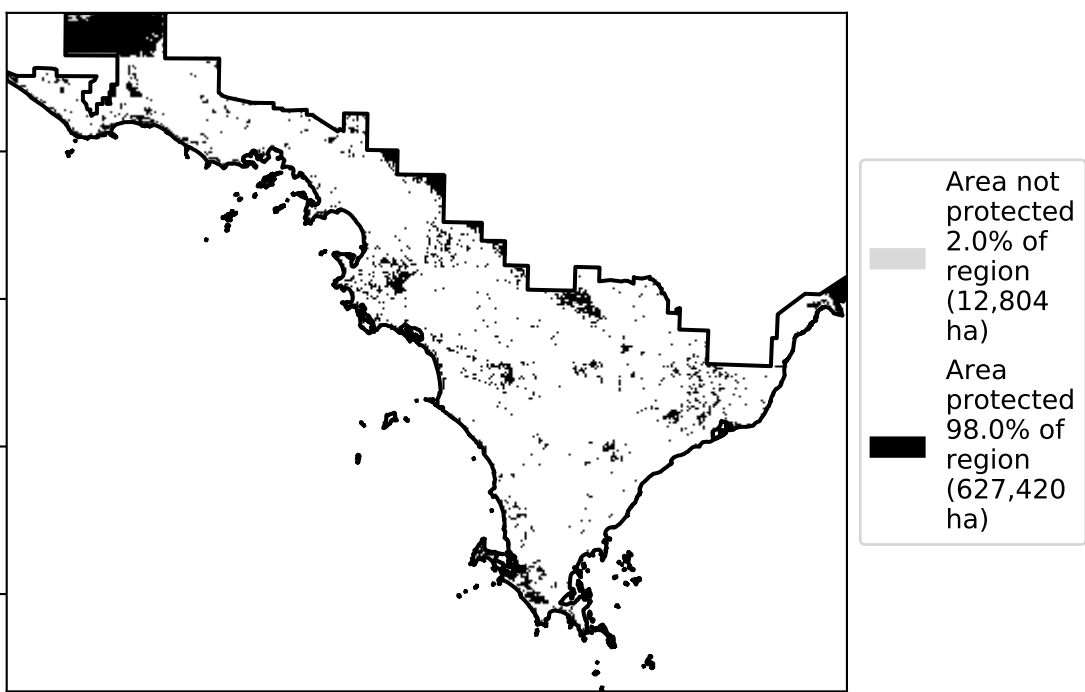 Area not
protected
2.0% of
region
(12,804
ha)
Area
protected
98.0% of
region
(627,420
ha)